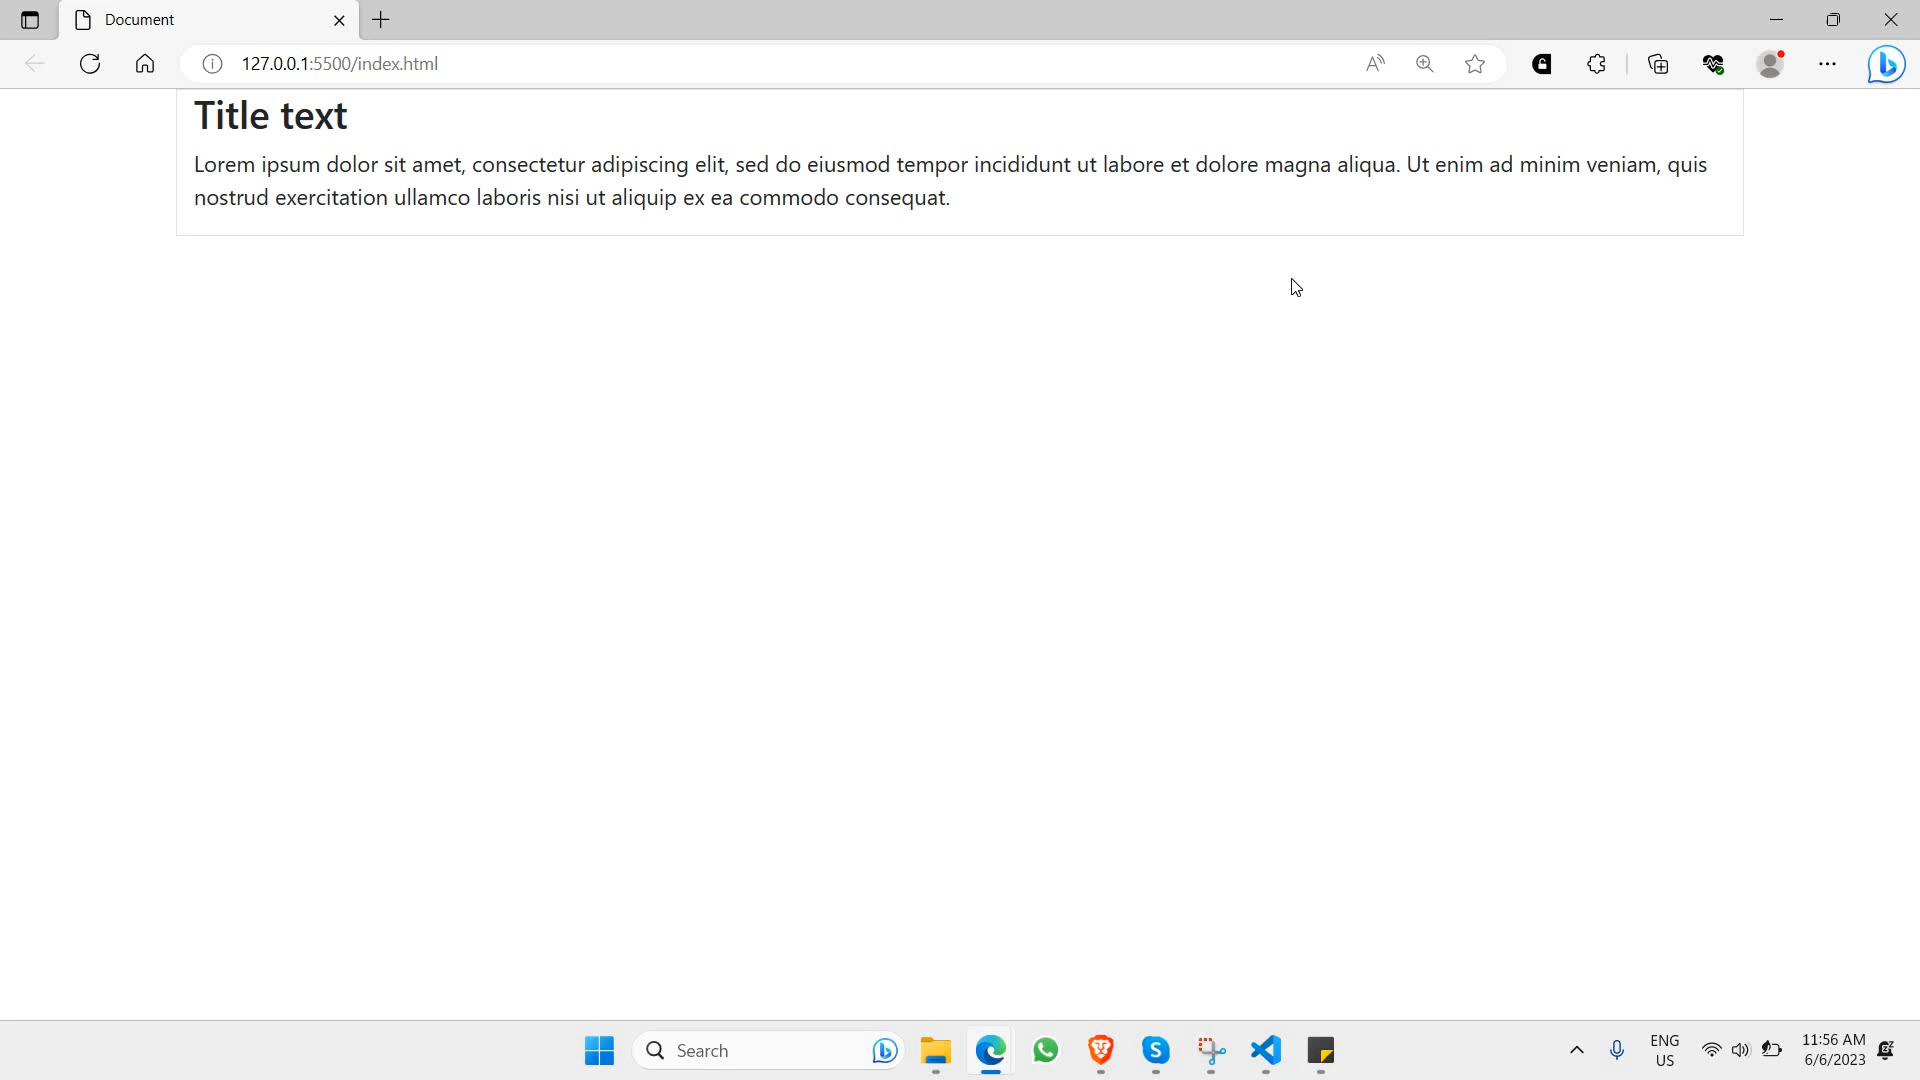 Document
127.0.0.1:5500/index.html
Title text
Lorem ipsum dolor sit amet, consectetur adipiscing elit, sed do eiusmod tempor incididunt ut labore et dolore magna aliqua. Ut enim ad minim veniam, quis
nostrud exercitation ullamco laboris nisi ut aliquip ex ea commodo consequat.
Search
ENG
US
11:56 AM
6/6/2023